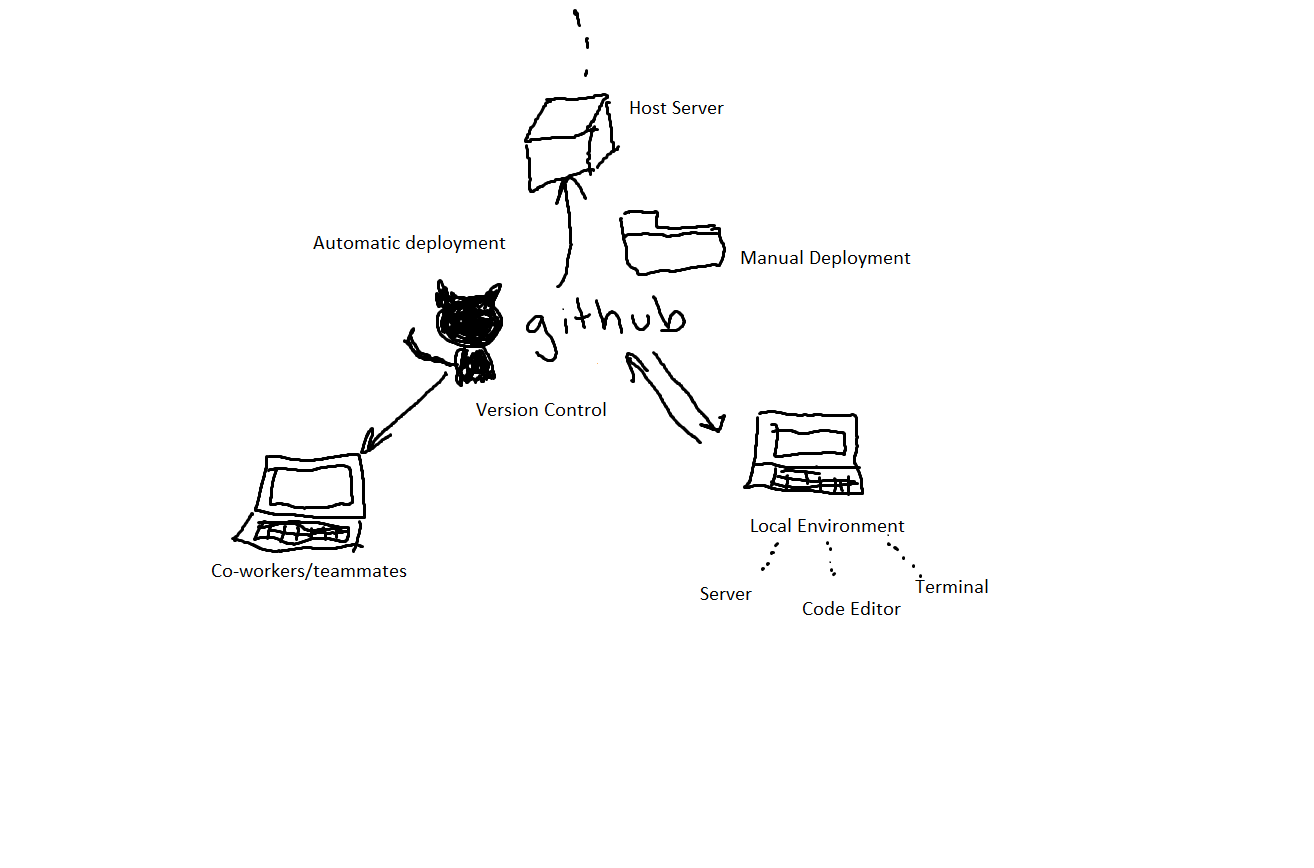 Host Server
Automatic deployment
Manual Deployment
github
Version Control
Local Environment
Co-workers/teammates
Server
Code Editor
Terminal